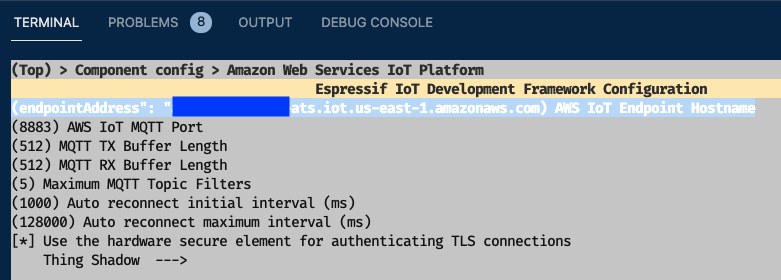 TERMINAL PROBLEMS 8 OUTPUT DEBUG CONSOLE
(Top) > Component config > Amazon Web Services IoT Platform
Espressif IoT Development Framework Configuration
(endpointAddress": " ats.iot.us-east-1.amazonaws.com) AWS IoT Endpoint Hostname
(8883) AWS IoT MQTT Port
(512) MQTT TX Buffer Length
(512) MQTT RX Buffer Length
(5) Maximum MQTT Topic Filters
(1000) Auto reconnect initial interval (ms)
(128000) Auto reconnect maximum interval (ms)
[*] Use the hardware secure element for authenticating TLS connections
Thing Shadow --->